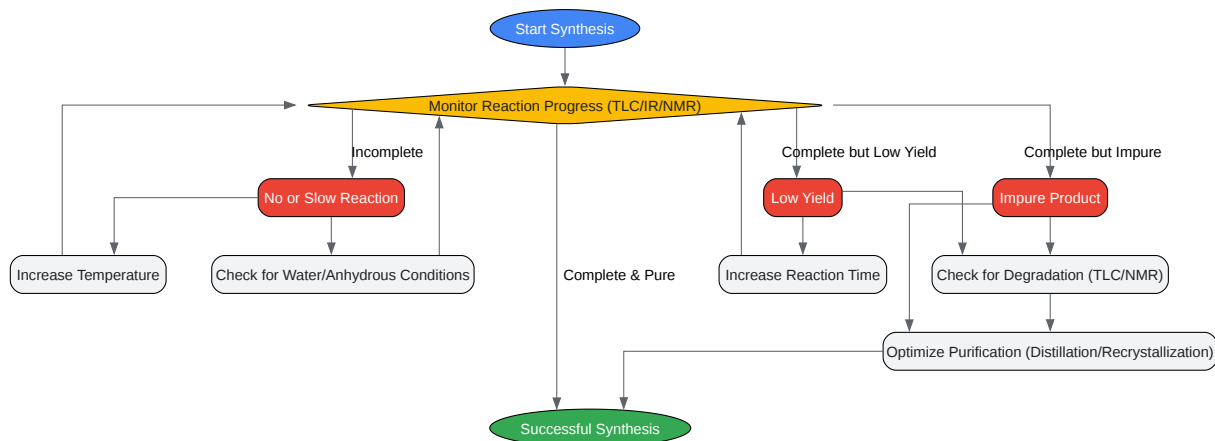 Start Synthesis
Monitor Reaction Progress (TLC/IR/NMR)
Incomplete
Complete but Low Yield
Complete but Impure
No or Slow Reaction
Low Yield
Impure Product
Increase Temperature
Check for Water/Anhydrous Conditions
Complete & Pure
Increase Reaction Time
Check for Degradation (TLC/NMR)
Optimize Purification (Distillation/Recrystallization)
Successful Synthesis